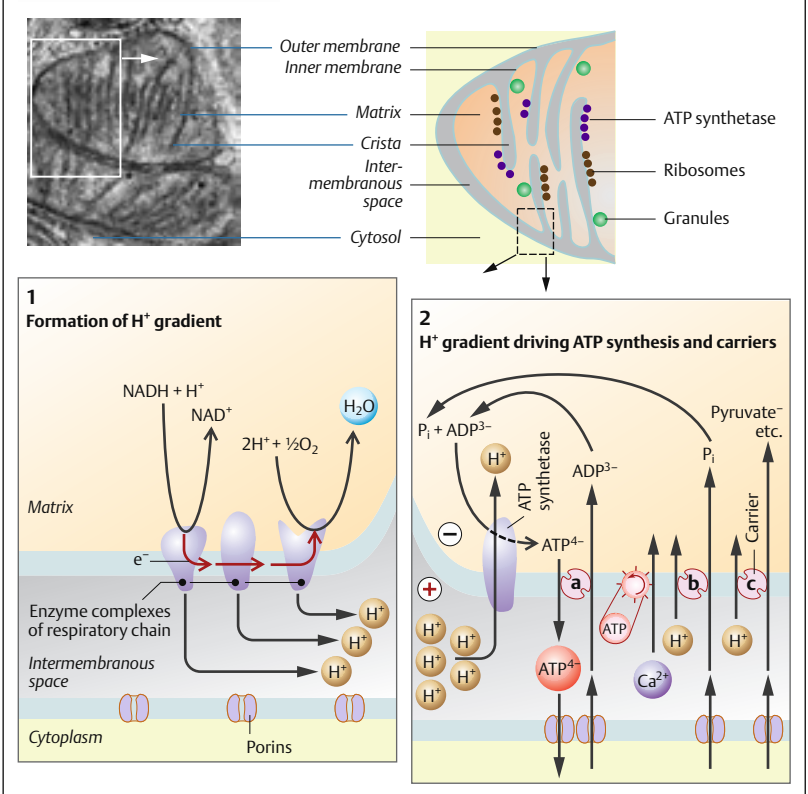 Outer membrane
Inner membrane
Matrix
Crista
Inter-
membranous
space
Cytosol
ATP synthetase
Ribosomes
Granules
1
Formation of H⁺ gradient
NADH + H⁺
NAD⁺
2H⁺ + ½O₂
H₂O
Matrix
e⁻
Enzyme complexes
of respiratory chain
H⁺
H⁺
H⁺
Intermembranous
space
Cytoplasm
Porins
2
H⁺ gradient driving ATP synthesis and carriers
Pyruvate⁻
etc.
Pᵢ + ADP³⁻
Pᵢ
H⁺
ATP
synthetase
ADP³⁻
Carrier
−
ATP⁴⁻
+
a
b
c
ATP
H⁺
H⁺
H⁺
H⁺
H⁺
H⁺
H⁺
ATP⁴⁻
Ca²⁺